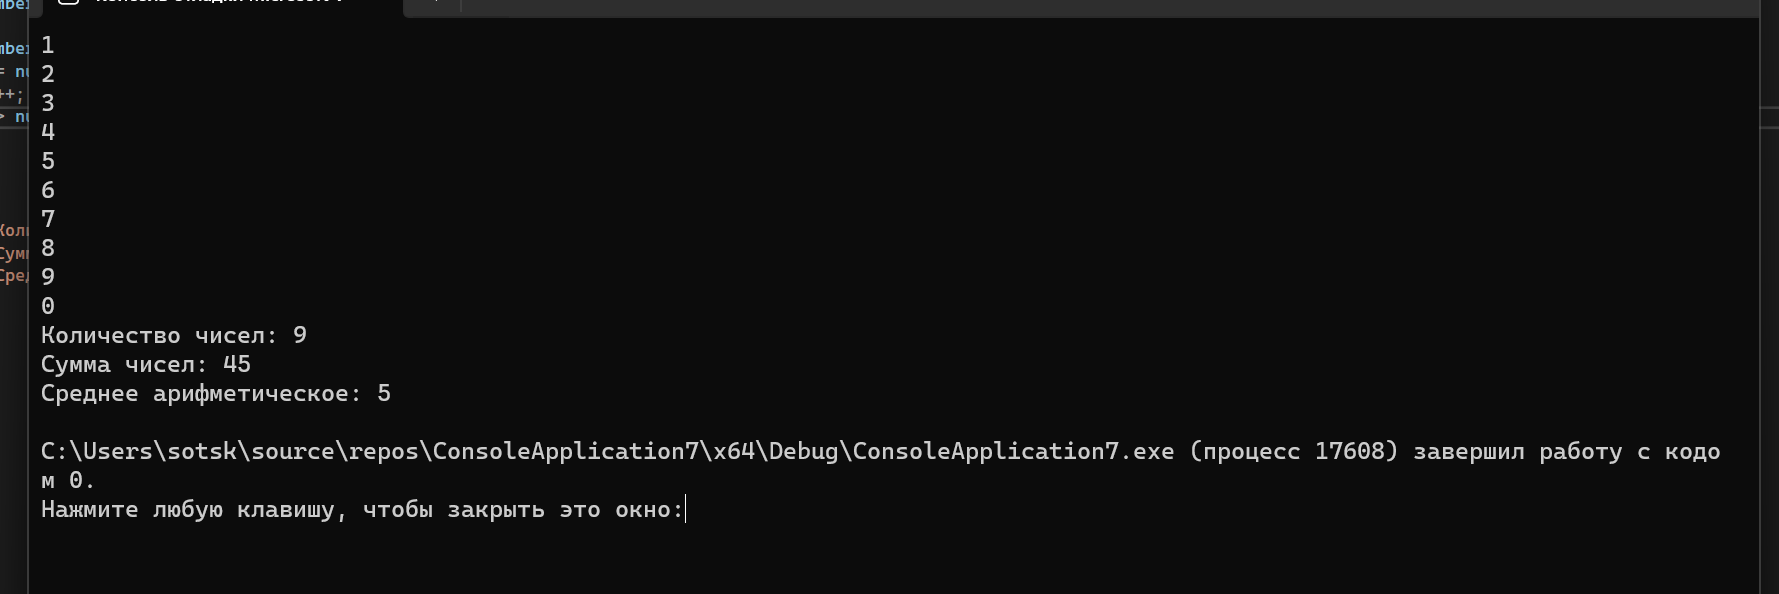 1
2
3
4
5
6
7
8
9
0
Количество чисел: 9
Сумма чисел: 45
Среднее арифметическое: 5
C:\Users\sotsk\source\repos\ConsoleApplication7\x64\Debug\ConsoleApplication7.exe (процесс 17608) завершил работу с кодо
м 0.
Нажмите любую клавишу, чтобы закрыть это окно: